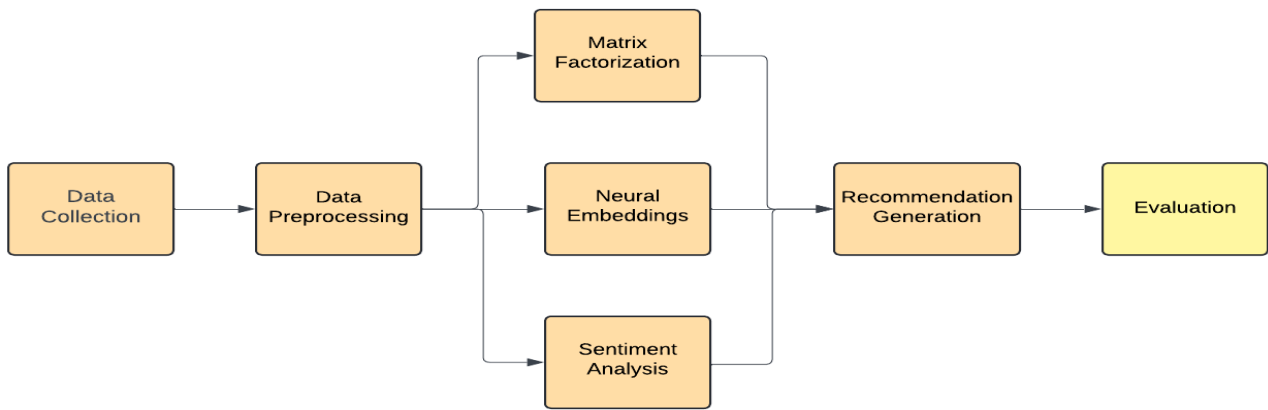 Matrix
Factorization
Data
Collection
Data
Preprocessing
Neural
Embeddings
Recommendation
Generation
Evaluation
Sentiment
Analysis